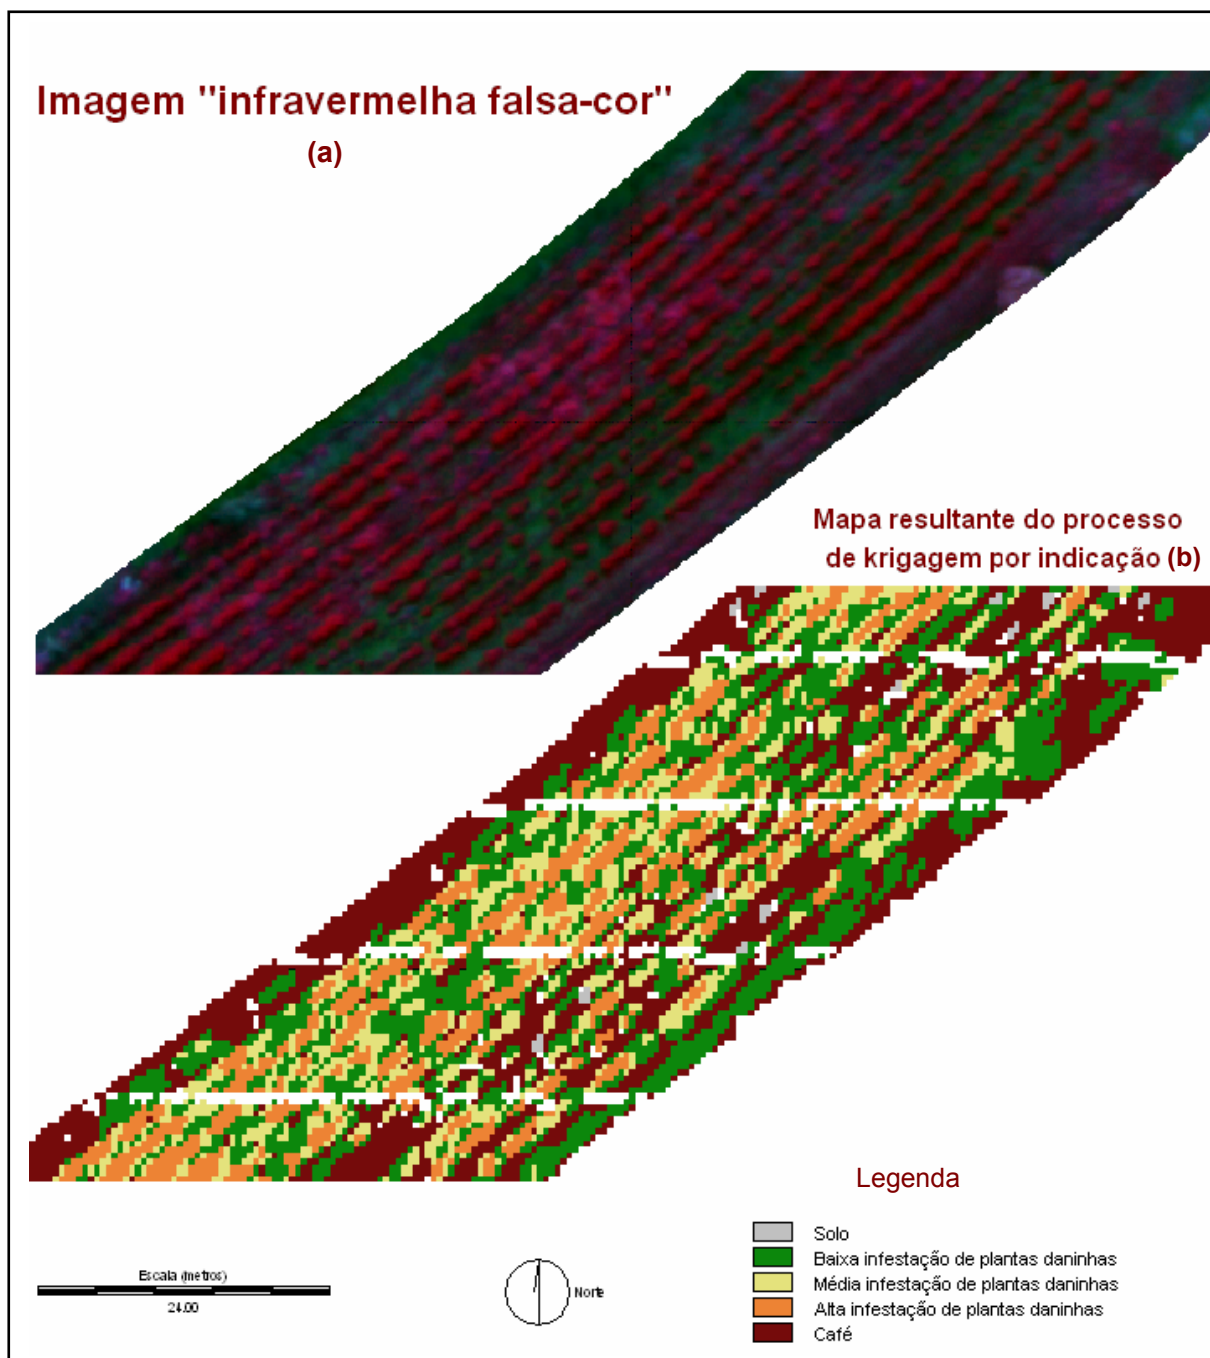 Imagem "infravermelha falsa-cor"
(a)
Mapa resultante do processo
de krigagem por indicação (b)
Legenda
Solo
Baixa infestação de plantas daninhas
Média infestação de plantas daninhas
Alta infestação de plantas daninhas
Café
Escala (metros)
24.00
Norte